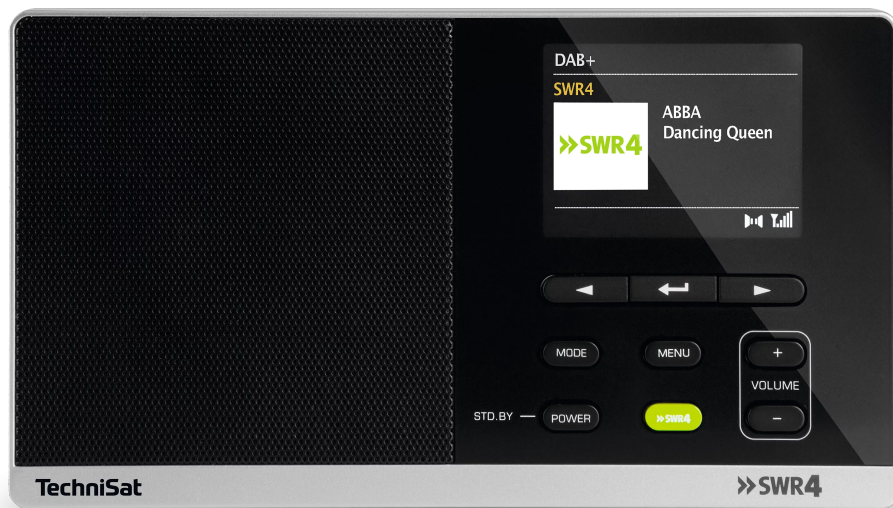 DAB+
SWR4
SWR4
ABBA
Dancing Queen
MODE
MENU
+
VOLUME
STD.BY
POWER
SWR4
-
TechniSat
SWR4